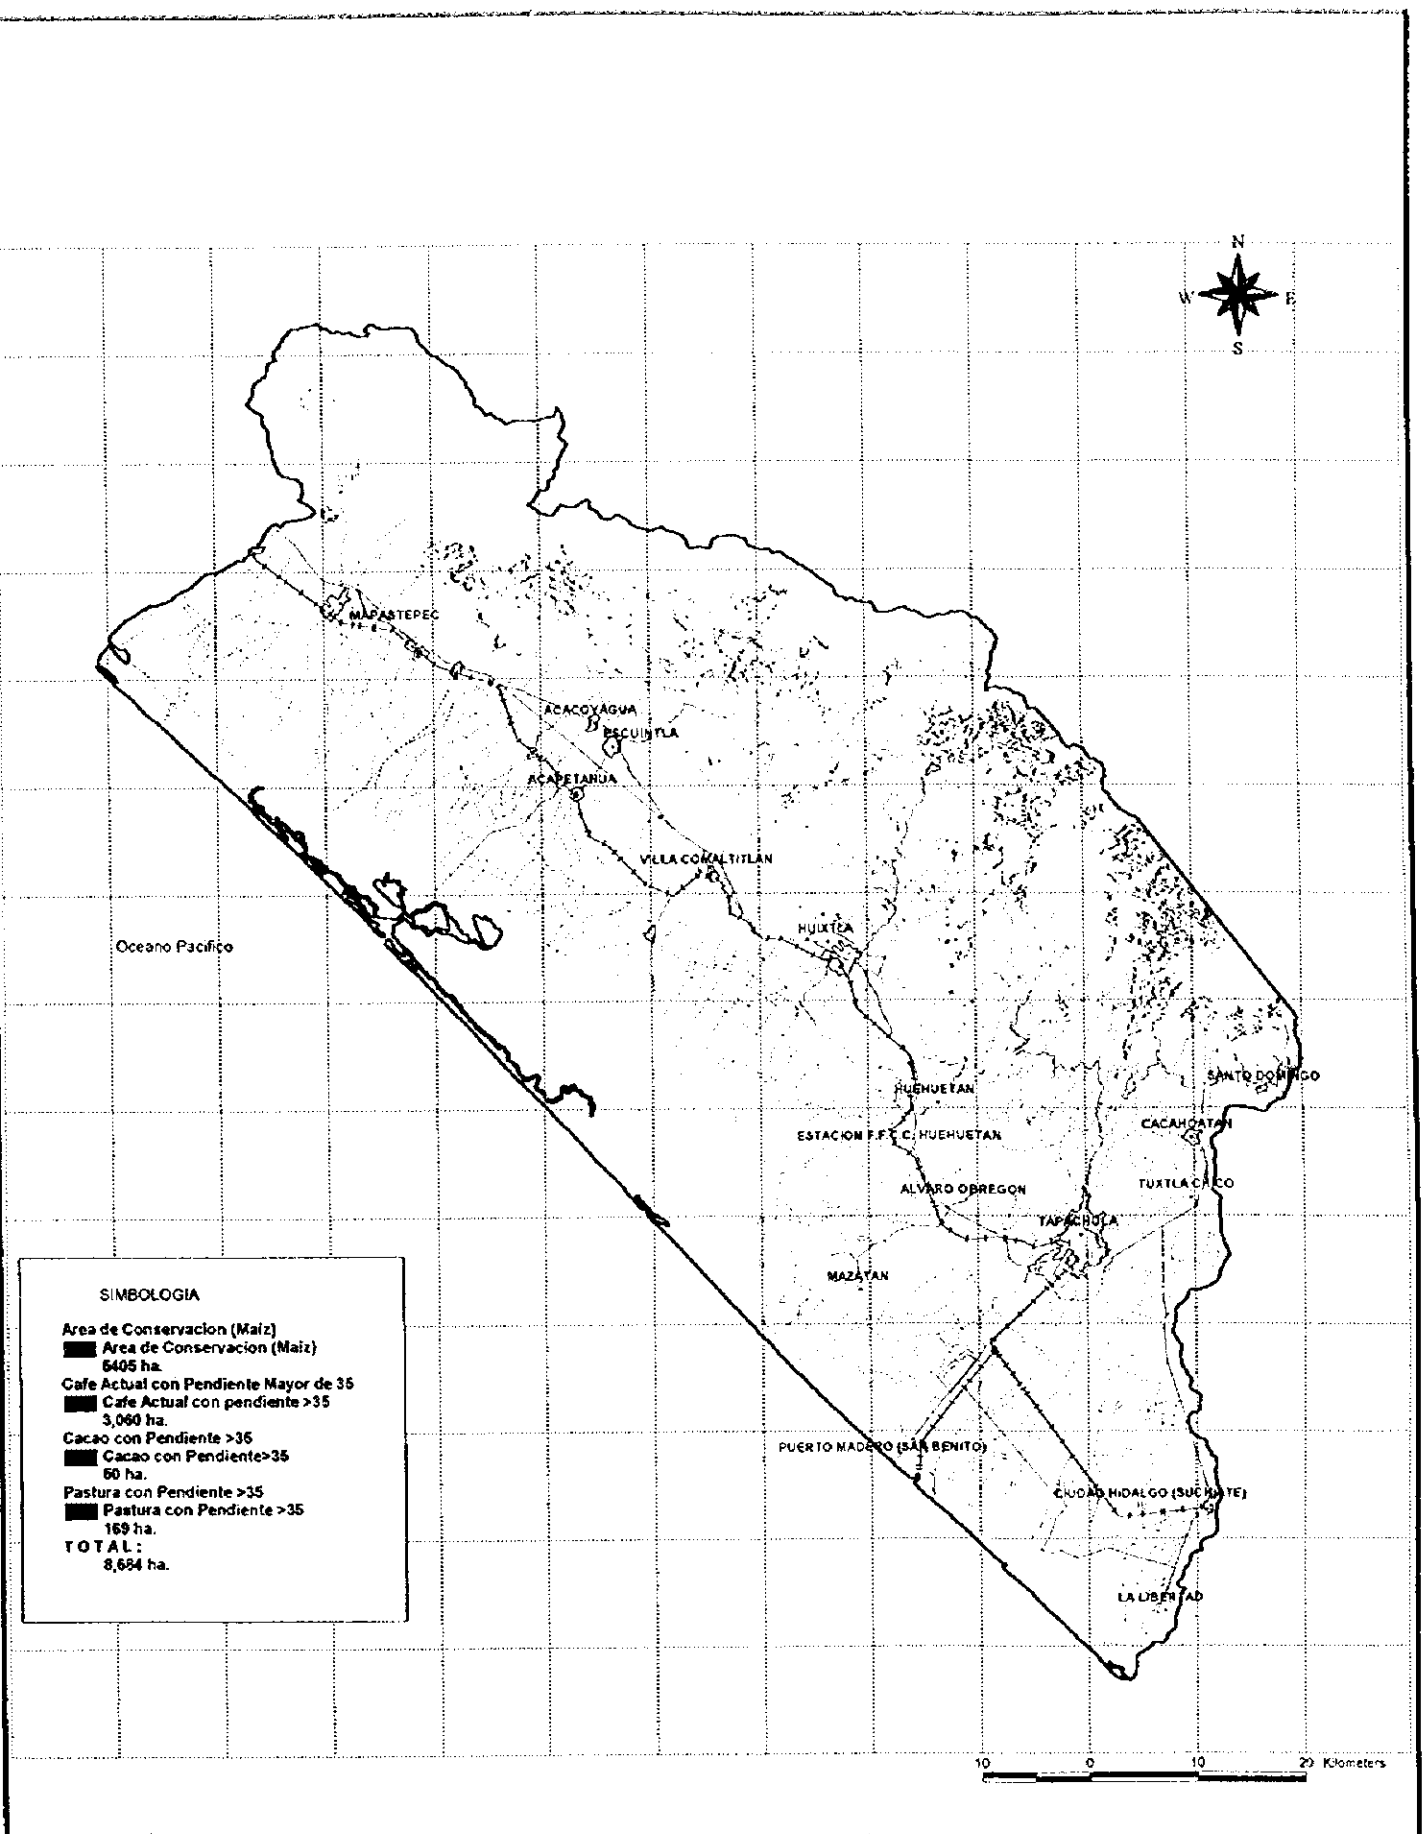 N
W E
S
MAPASTEPEC
ACACOYAGUA
ESCUINTLA
ACAPETAHUA
VILLA COMALTITLAN
HUIXTLA
Oceano Pacifico
HUEHUETAN
SANTO DOMINGO
ESTACION F.F.C.C. HUEHUETAN
CACAHOATAN
ALVARO OBREGON
TUXTLA CHICO
TAPACHULA
MAZATAN
SIMBOLOGIA
Area de Conservacion (Maiz)
Area de Conservacion (Maiz)
5405 ha.
Cafe Actual con Pendiente Mayor de 35
Cafe Actual con pendiente >35
3,060 ha.
Cacao con Pendiente >35
Cacao con Pendiente>35
50 ha.
Pastura con Pendiente >35
Pastura con Pendiente >35
169 ha.
TOTAL:
8,684 ha.
PUERTO MADERO (SAN BENITO)
CIUDAD HIDALGO (SUCHIATE)
LA LIBERTAD
10 0 10 20 Kilometers